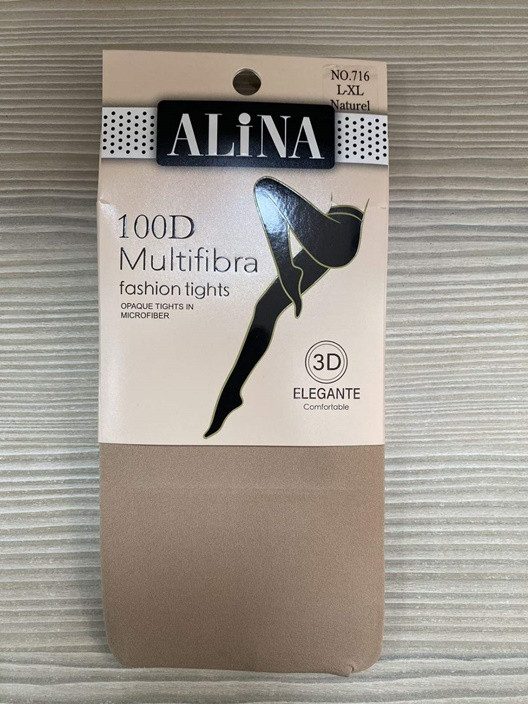 NO.716
L-XL
Naturel
ALiNA
100D
Multifibra
fashion tights
OPAQUE TIGHTS IN
MICROFIBER
3D
ELEGANTE
Comfortable